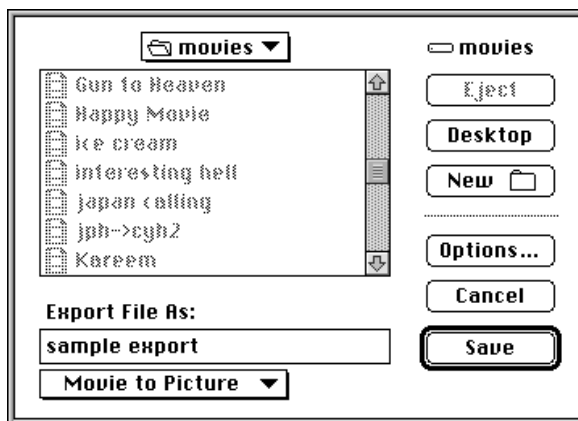 movies
movies
Gun to Heaven
Happy Movie
ice cream
interesting hell
japan calling
jph->cyh2
Kareem
Eject
Desktop
New
Options...
Cancel
Save
Export File As:
sample export
Movie to Picture